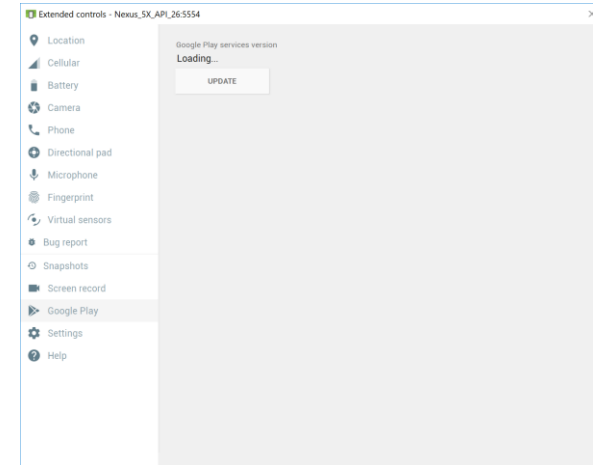 Extended controls - Nexus_5X_API_26:5554
Location
Cellular
Battery
Camera
Phone
Directional pad
Microphone
Fingerprint
Virtual sensors
Bug report
Snapshots
Screen record
Google Play
Settings
Help
Google Play services version
Loading...
UPDATE